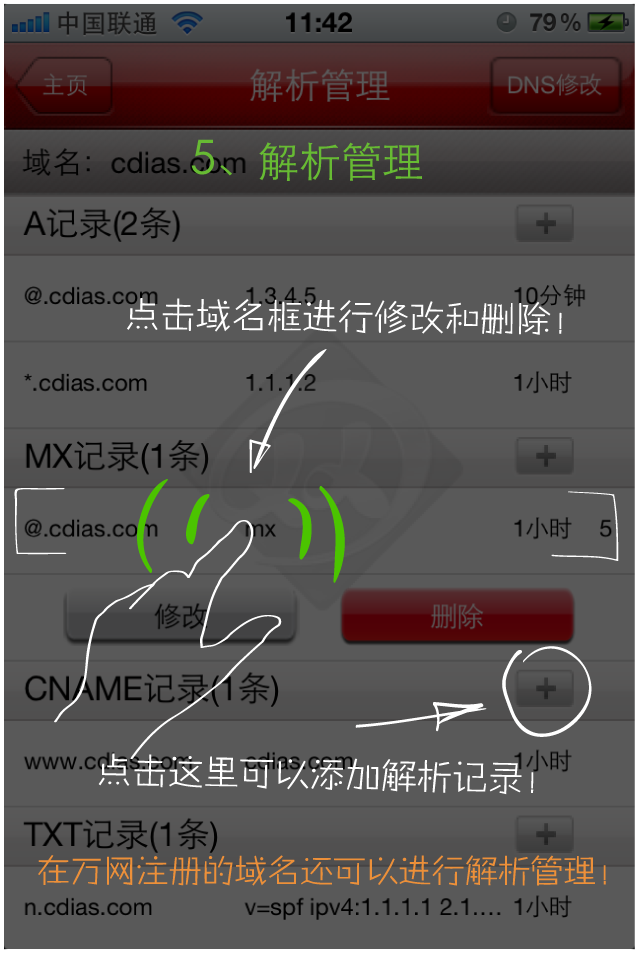 中国联通 11:42 79%
主页 解析管理 DNS修改
域名: cdias.com
5、解析管理
A记录(2条) +
@.cdias.com 1.3.4.5 10分钟
点击域名框进行修改和删除!
*.cdias.com 1.1.1.2 1小时
MX记录(1条) +
@.cdias.com mx 1小时 5
修改 删除
CNAME记录(1条) +
www.cdias.com cdias.com 1小时
点击这里可以添加解析记录!
TXT记录(1条) +
在万网注册的域名还可以进行解析管理!
n.cdias.com v=spf ipv4:1.1.1.1 2.1.... 1小时